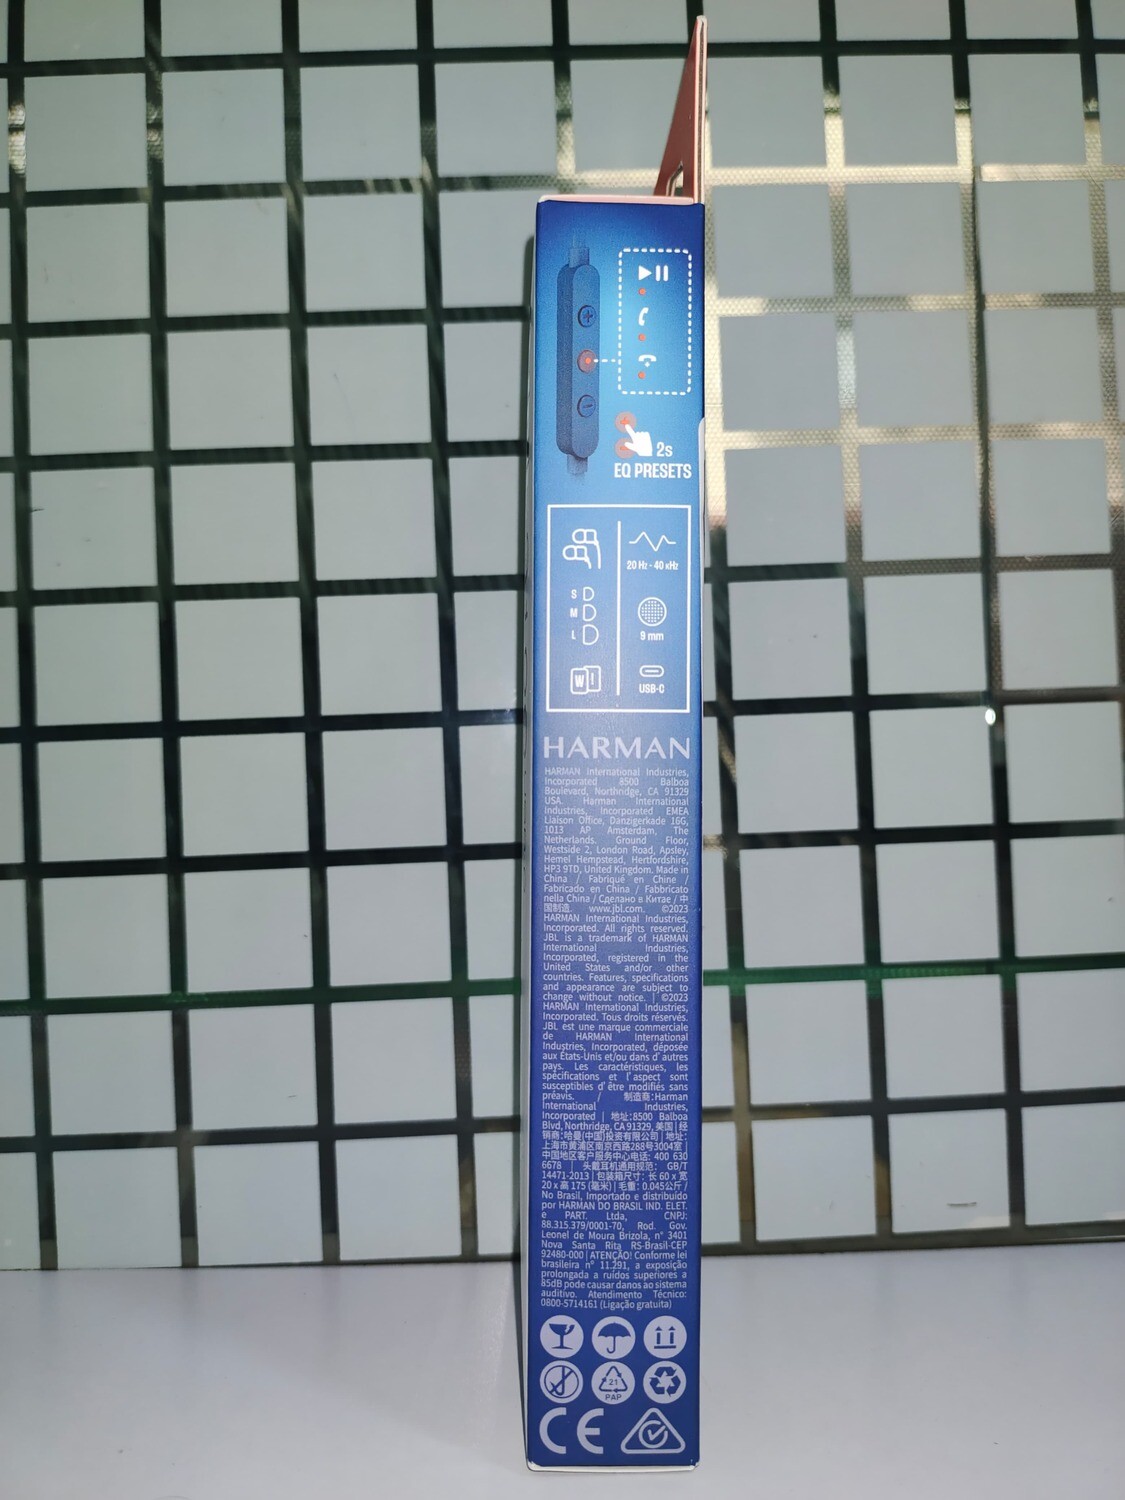 2s
EQ PRESETS
20 Hz - 40 kHz
S
M
L
9 mm
W !
USB-C
HARMAN
HARMAN International Industries,
Incorporated 8500 Balboa
Boulevard, Northridge, CA 91329
USA. Harman International
Industries, Incorporated EMEA
Liaison Office, Danzigerkade 16G,
1013 AP Amsterdam, The
Netherlands. Ground Floor,
Westside 2, London Road, Apsley,
Hemel Hempstead, Hertfordshire,
HP3 9TD, United Kingdom. Made in
China / Fabriqué en Chine /
Fabricado en China / Fabbricato
nella China / Сделано в Китае / 中
国制造. www.jbl.com. ©2023
HARMAN International Industries,
Incorporated. All rights reserved.
JBL is a trademark of HARMAN
International Industries,
Incorporated, registered in the
United States and/or other
countries. Features, specifications
and appearance are subject to
change without notice. | ©2023
HARMAN International Industries,
Incorporated. Tous droits réservés.
JBL est une marque commerciale
de HARMAN International
Industries, Incorporated, déposée
aux États-Unis et/ou dans d'autres
pays. Les caractéristiques, les
spécifications et l'aspect sont
susceptibles d'être modifiés sans
préavis. / 制造商:Harman
International Industries,
Incorporated | 地址:8500 Balboa
Blvd, Northridge, CA 91329, 美国 | 经
销商:哈曼(中国)投资有限公司 | 地址:
上海市黄浦区南京西路288号3004室 |
中国地区客户服务中心电话: 400 630
6678 | 头戴耳机通用规范: GB/T
14471-2013 | 包装箱尺寸: 长 60 x 宽
20 x 高 175 (毫米) | 毛重: 0.045公斤 /
No Brasil, Importado e distribuído
por HARMAN DO BRASIL IND. ELET.
e PART. Ltda, CNPJ:
88.315.379/0001-70, Rod. Gov.
Leonel de Moura Brizola, n° 3401
Nova Santa Rita RS-Brasil-CEP
92480-000 | ATENÇÃO! Conforme lei
brasileira n° 11.291, a exposição
prolongada a ruídos superiores a
85dB pode causar danos ao sistema
auditivo. Atendimento Técnico:
0800-5714161 (Ligação gratuita)
21
PAP
CE